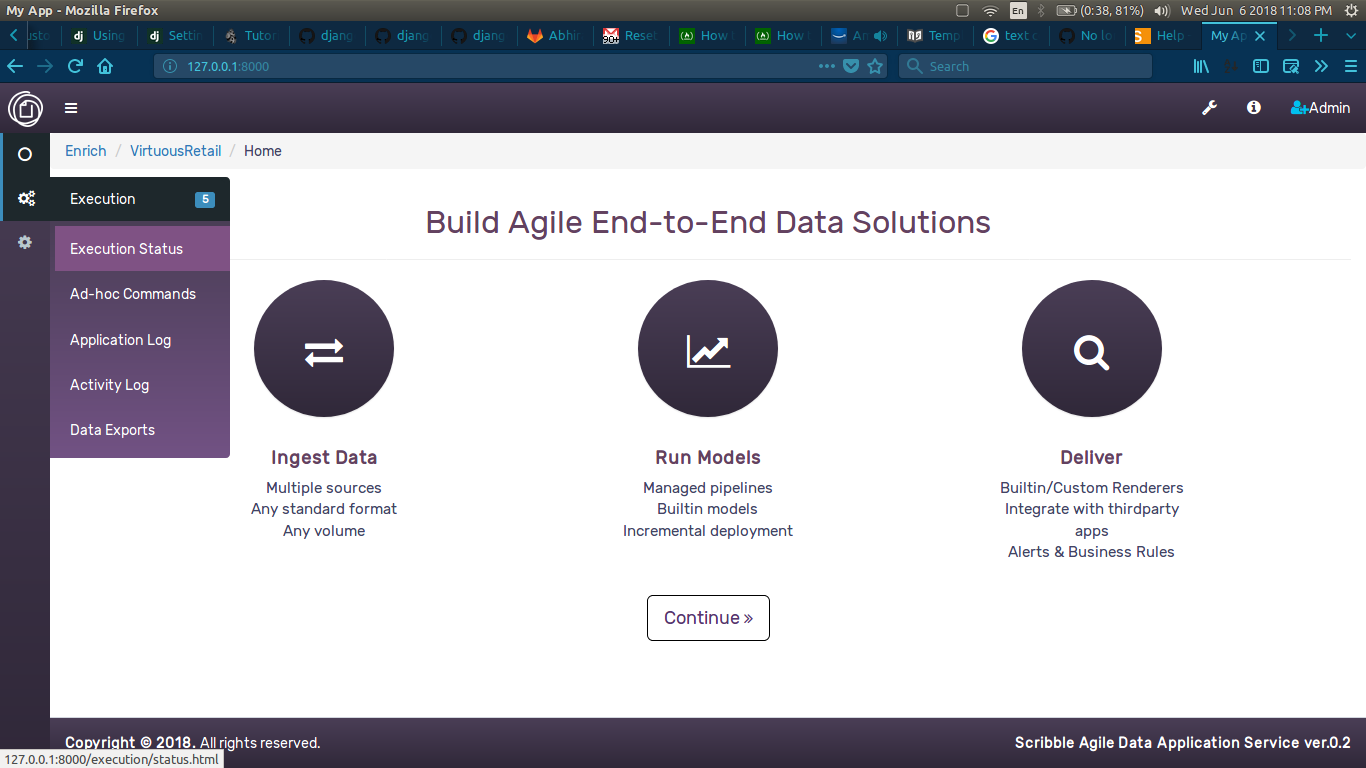 My App - Mozilla Firefox
En
(0:38, 81%)
Wed Jun 6 2018 11:08 PM
dj Using
dj Settin
Tutor
djang
djang
djang
Abhin
90+
Reset
How
How
An
Temp
text
No lo
Help
My Ap
127.0.0.1:8000
Search
Admin
Enrich / VirtuousRetail / Home
Execution 5
Execution Status
Ad-hoc Commands
Application Log
Activity Log
Data Exports
Build Agile End-to-End Data Solutions
Ingest Data
Multiple sources
Any standard format
Any volume
Run Models
Managed pipelines
Builtin models
Incremental deployment
Deliver
Builtin/Custom Renderers
Integrate with thirdparty
apps
Alerts & Business Rules
Continue »
Copyright © 2018. All rights reserved.
Scribble Agile Data Application Service ver.0.2
127.0.0.1:8000/execution/status.html